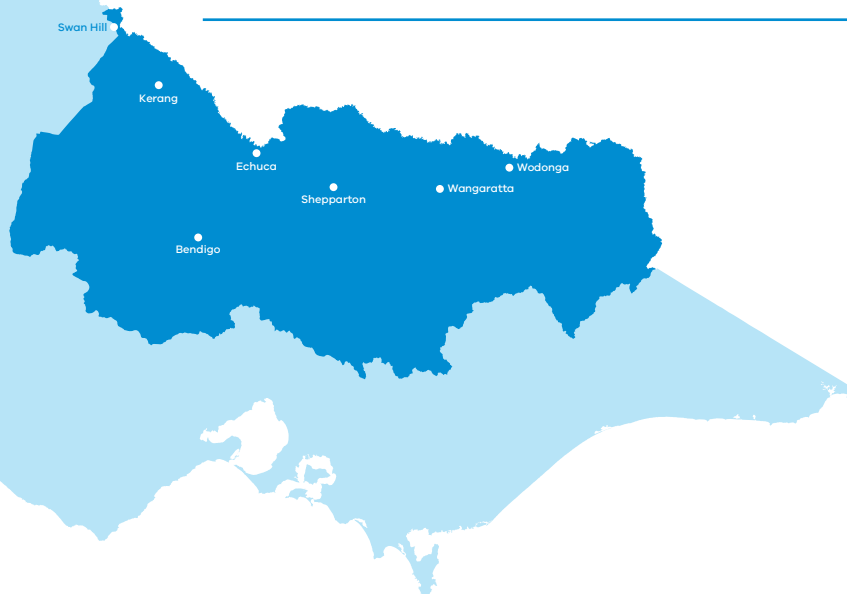 Swan Hill
Kerang
Echuca
Wodonga
Wangaratta
Shepparton
Bendigo